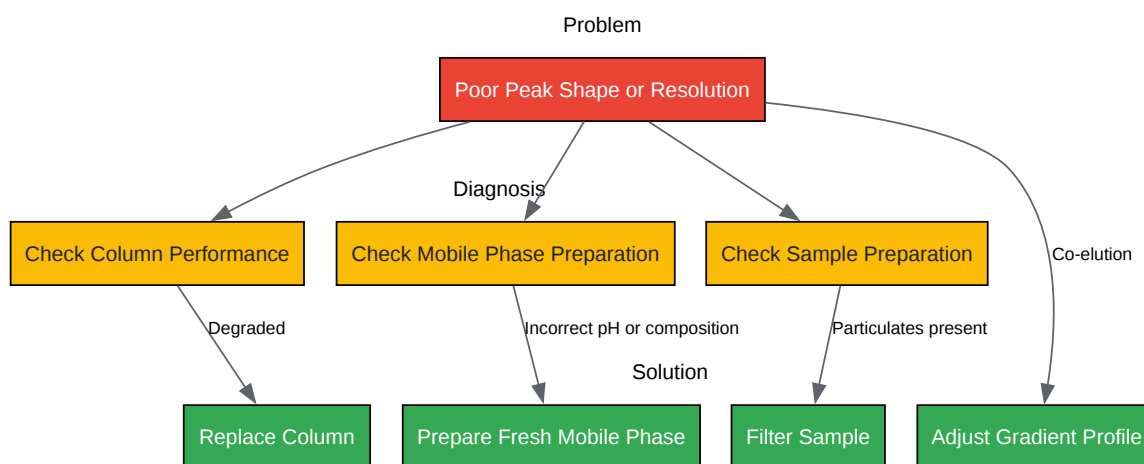 Problem
Poor Peak Shape or Resolution
Diagnosis
Check Column Performance
Check Mobile Phase Preparation
Check Sample Preparation
Co-elution
Degraded
Incorrect pH or composition
Particulates present
Solution
Replace Column
Prepare Fresh Mobile Phase
Filter Sample
Adjust Gradient Profile